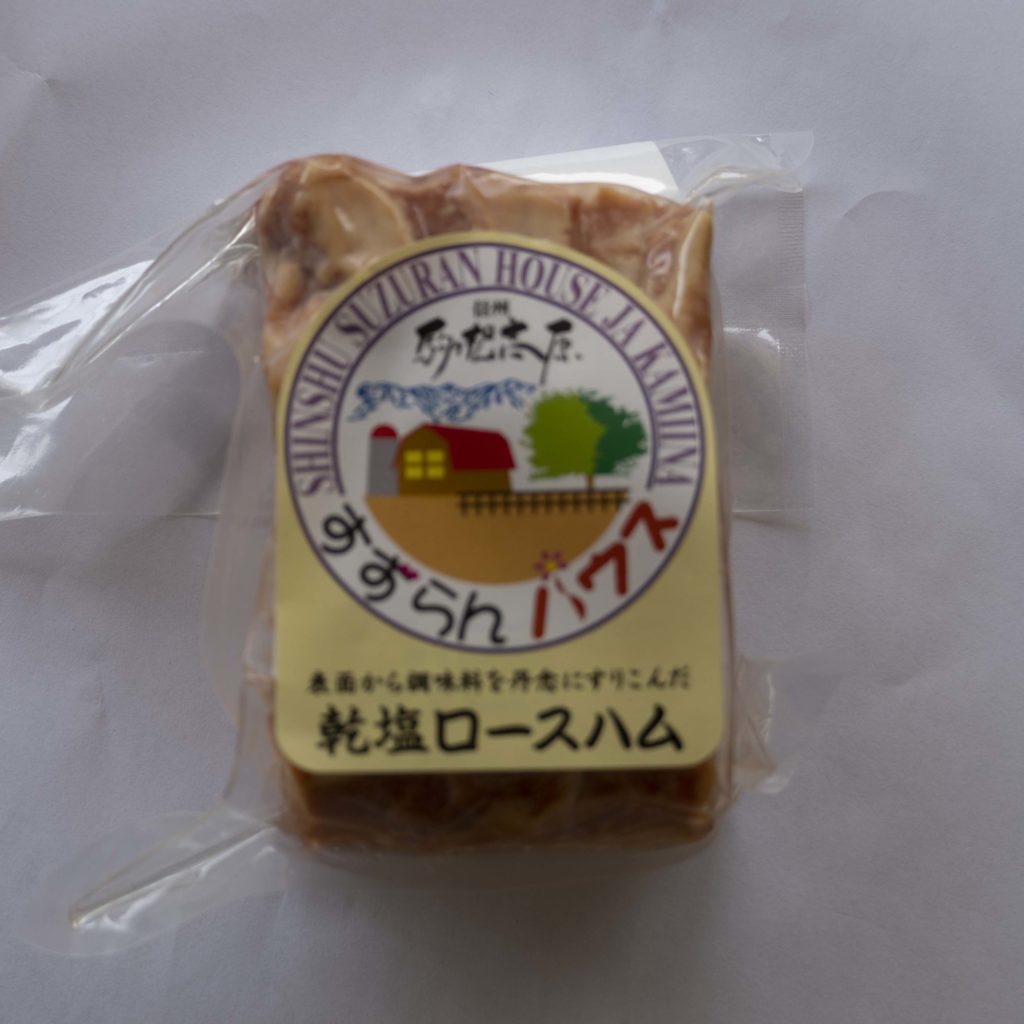 SHINSHU SUZURAN HOUSE JA KAMIINA
信州
駒ヶ根高原
すずらんハウス
表面から調味料を丹念にすりこんだ
乾塩ロースハム